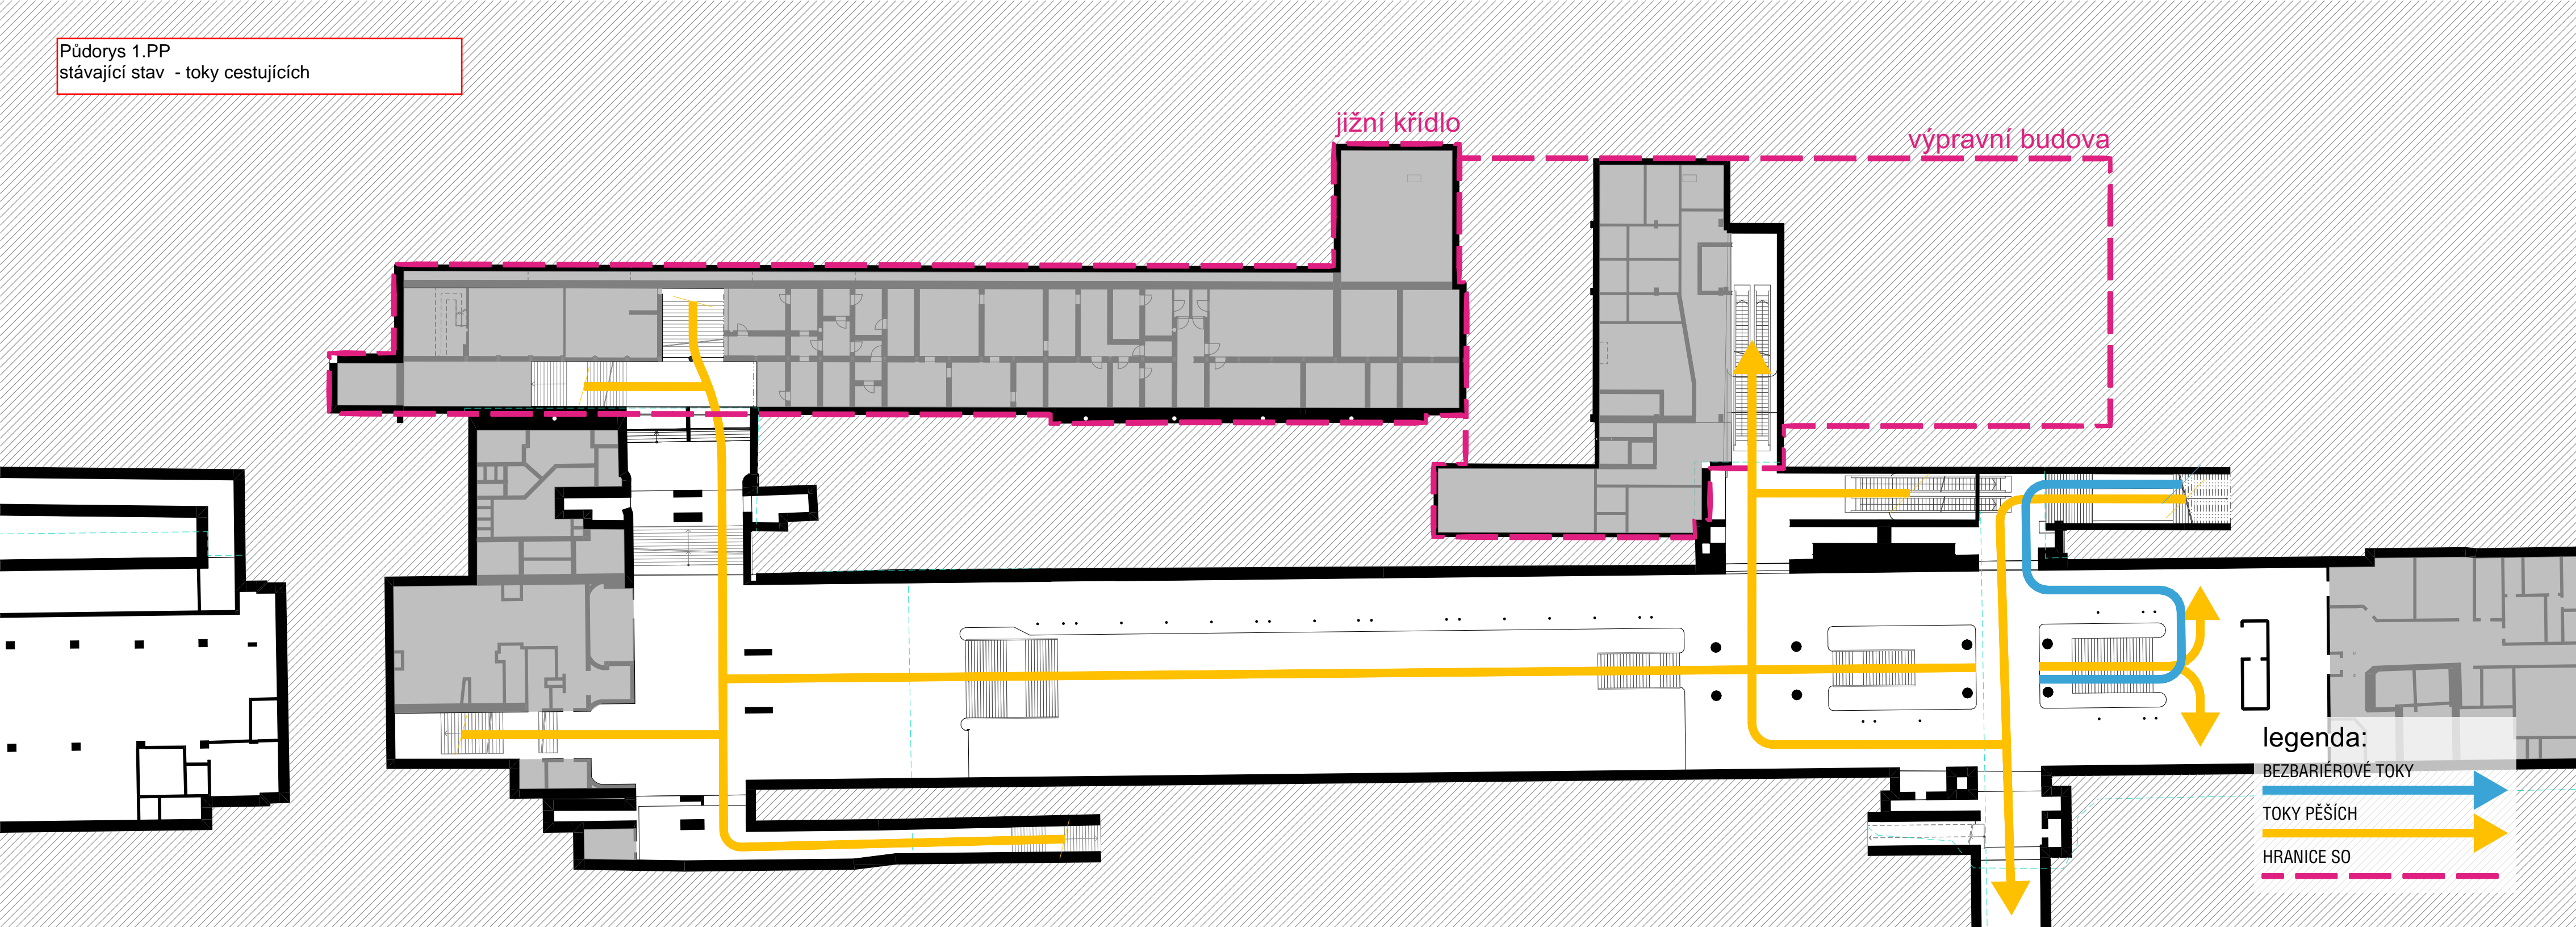 Půdorys 1.PP
stávající stav - toky cestujících
jižní křídlo
výpravní budova
legenda:
BEZBARIÉROVÉ TOKY
TOKY PĚŠÍCH
HRANICE SO